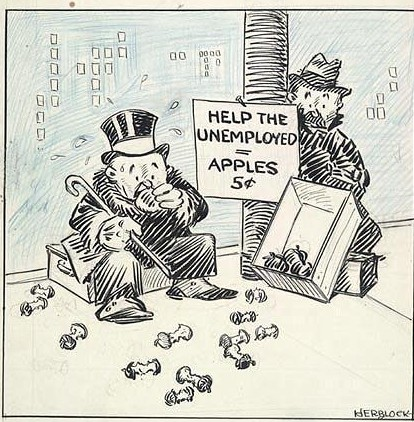 HELP THE
UNEMPLOYED
=
APPLES
5¢
HERBLOCK